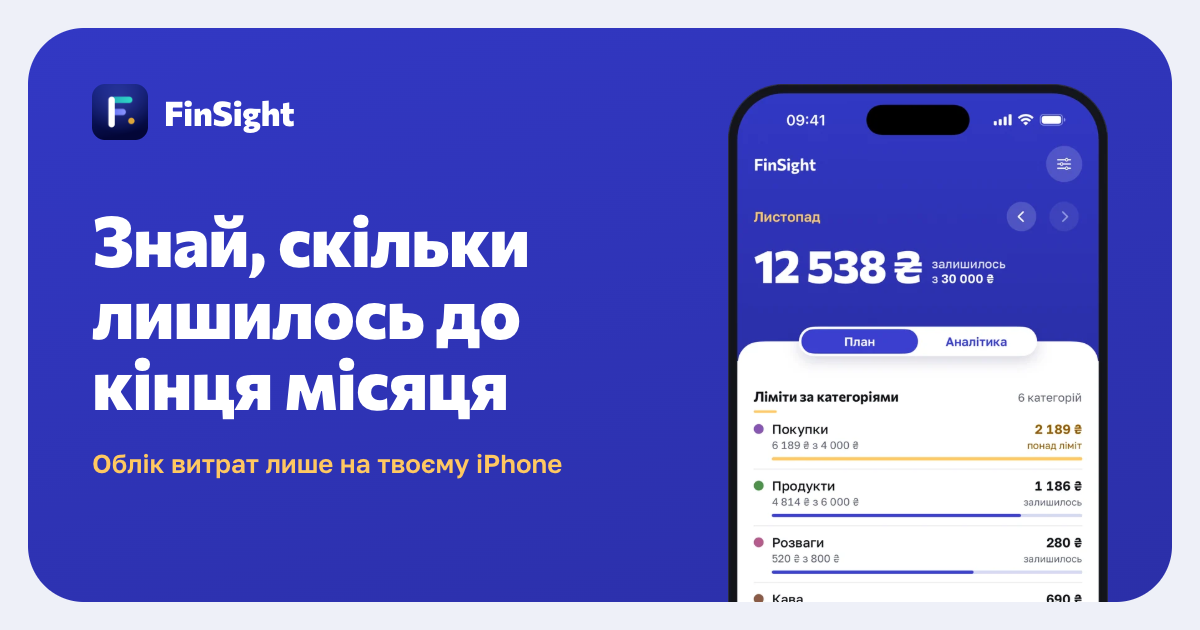 FinSight
Знай, скільки
лишилось до
кінця місяця
Облік витрат лише на твоєму iPhone
09:41
FinSight
Листопад
12 538 ₴ залишилось
з 30 000 ₴
План Аналітика
Ліміти за категоріями 6 категорій
Покупки 2 189 ₴
6 189 ₴ з 4 000 ₴ понад ліміт
Продукти 1 186 ₴
4 814 ₴ з 6 000 ₴ залишилось
Розваги 280 ₴
520 ₴ з 800 ₴ залишилось
Кава 690 ₴